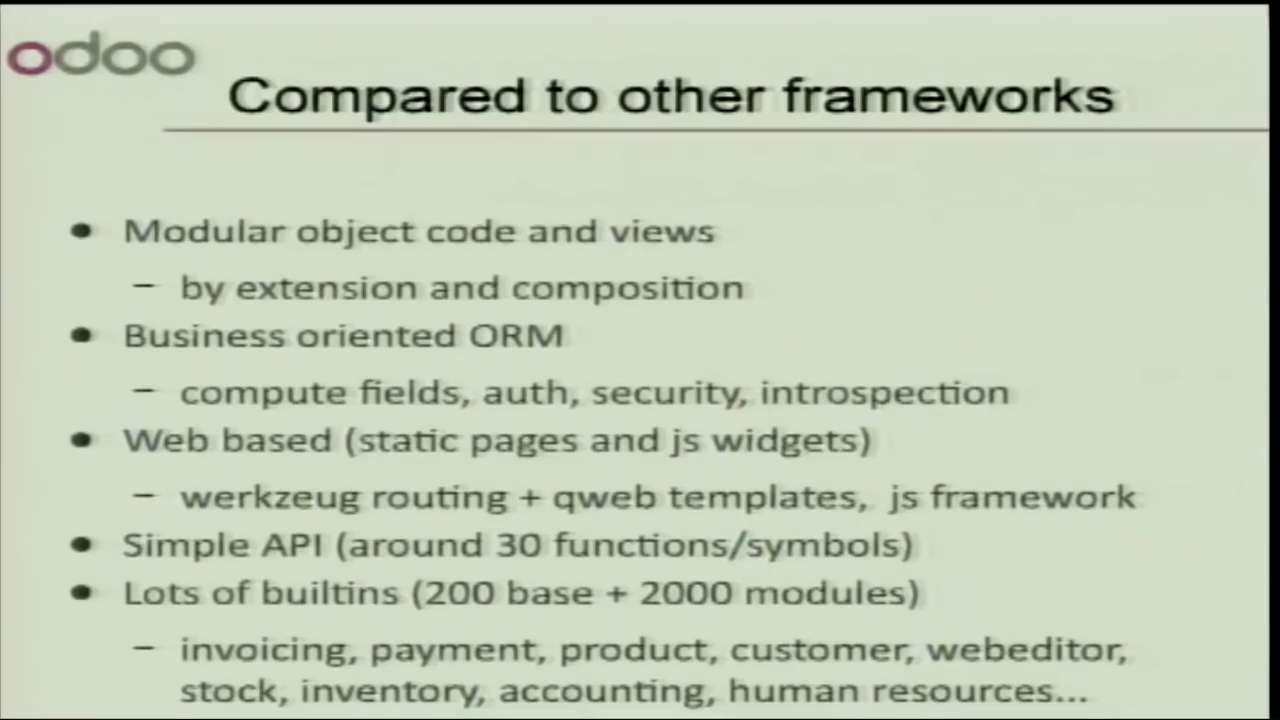 odoo
Compared to other frameworks
● Modular object code and views
– by extension and composition
● Business oriented ORM
– compute fields, auth, security, introspection
● Web based (static pages and js widgets)
– werkzeug routing + qweb templates, js framework
● Simple API (around 30 functions/symbols)
● Lots of builtins (200 base + 2000 modules)
– invoicing, payment, product, customer, webeditor,
stock, inventory, accounting, human resources...